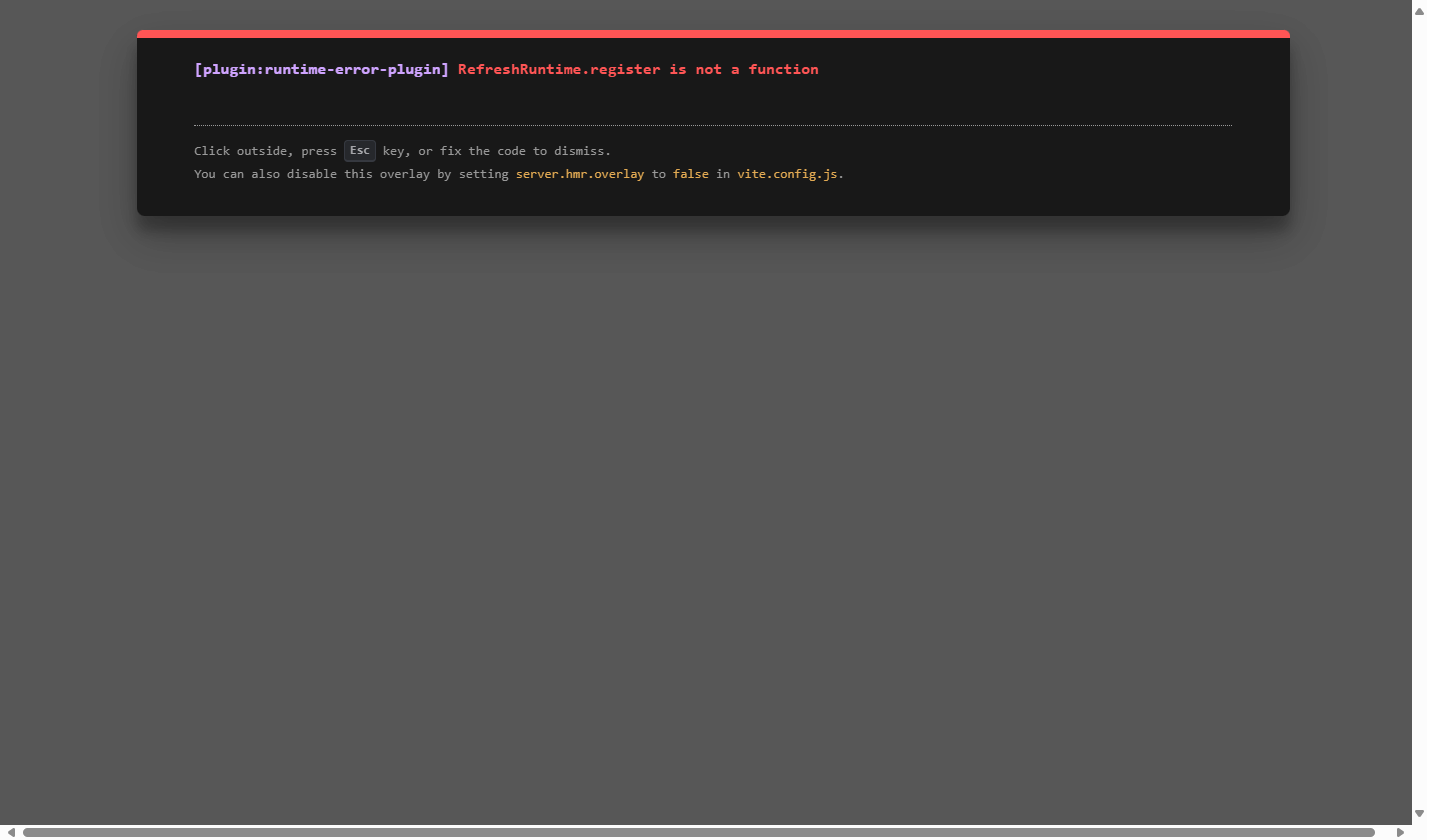 [plugin:runtime-error-plugin] RefreshRuntime.register is not a function
Click outside, press Esc key, or fix the code to dismiss.
You can also disable this overlay by setting server.hmr.overlay to false in vite.config.js.